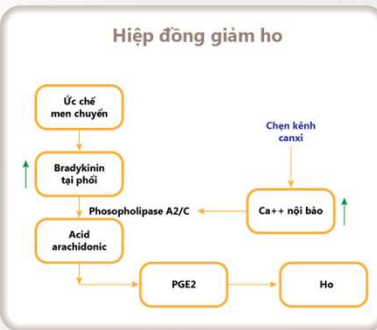 Hiệp đồng giảm ho
Ức chế
men chuyển
Chẹn kênh
canxi
Bradykinin
tại phổi
Phosopholipase A2/C
Ca++ nội bào
Acid
arachidonic
PGE2
Ho